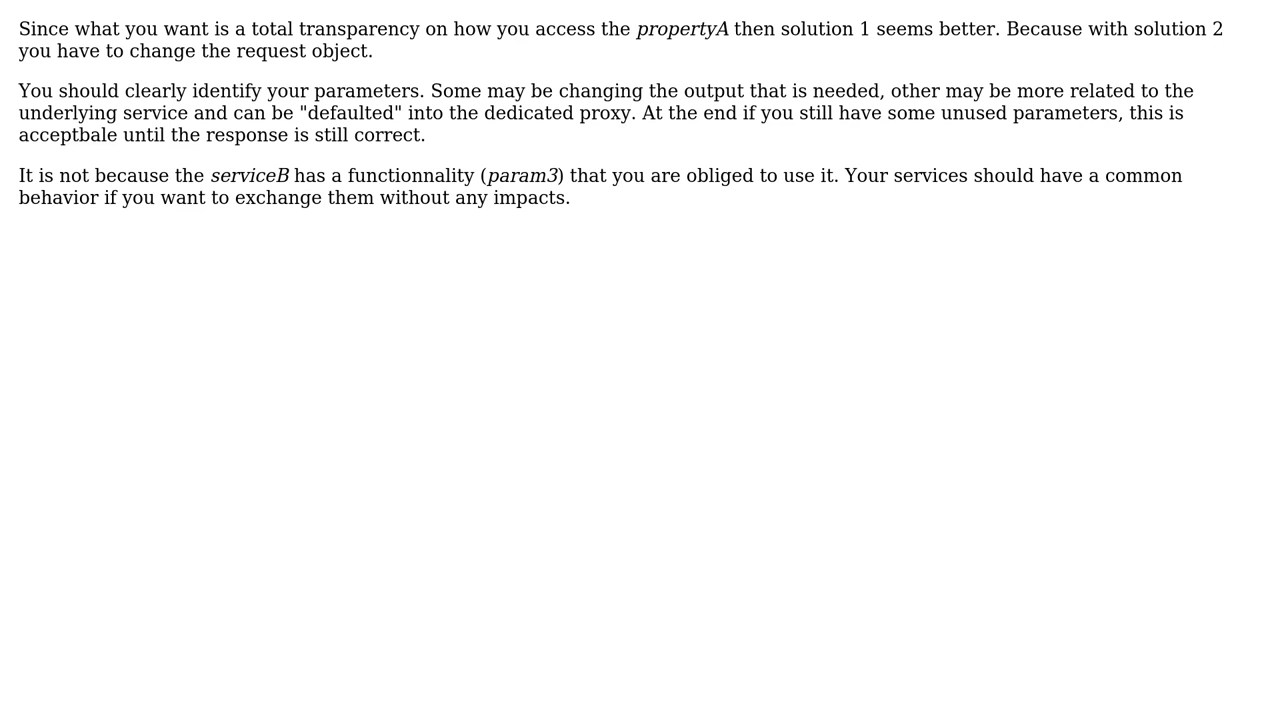 Since what you want is a total transparency on how you access the propertyA then solution 1 seems better. Because with solution 2
you have to change the request object.
You should clearly identify your parameters. Some may be changing the output that is needed, other may be more related to the
underlying service and can be "defaulted" into the dedicated proxy. At the end if you still have some unused parameters, this is
acceptbale until the response is still correct.
It is not because the serviceB has a functionnality (param3) that you are obliged to use it. Your services should have a common
behavior if you want to exchange them without any impacts.